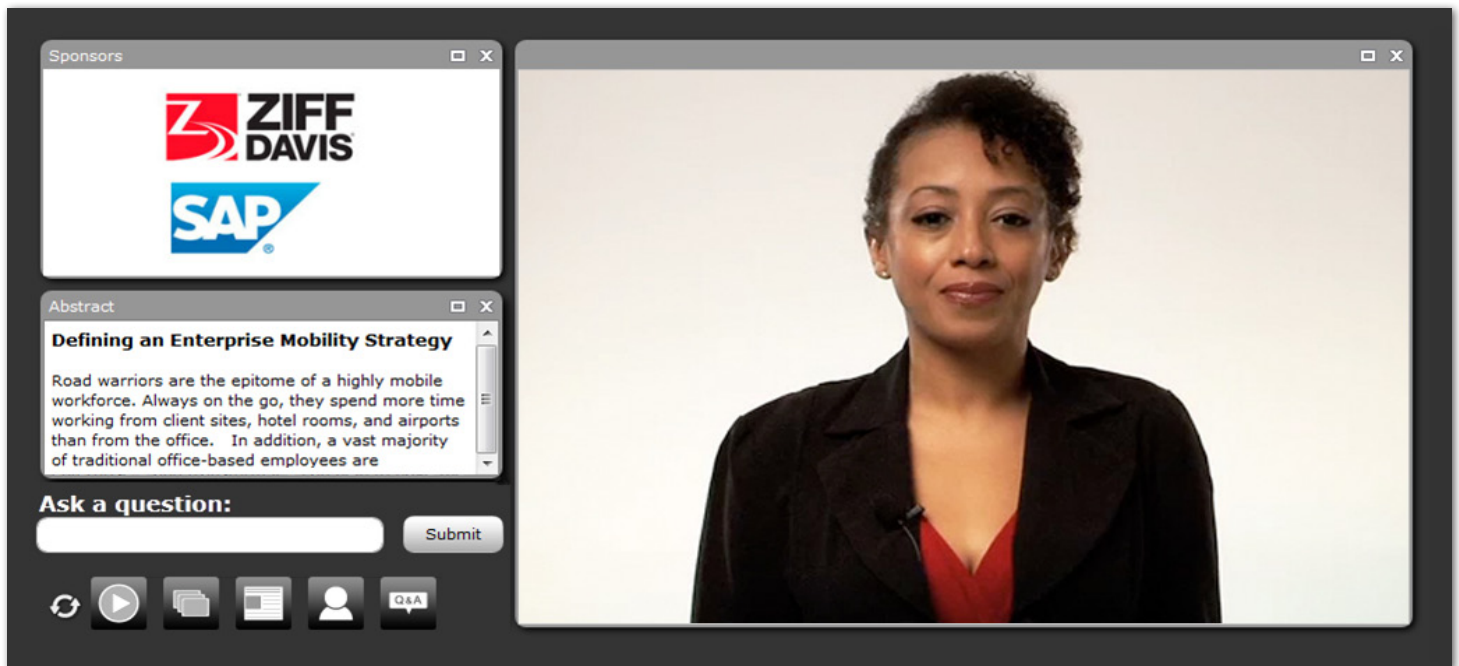 Sponsors
ZIFF
DAVIS
SAP®
Abstract
Defining an Enterprise Mobility Strategy
Road warriors are the epitome of a highly mobile
workforce. Always on the go, they spend more time
working from client sites, hotel rooms, and airports
than from the office. In addition, a vast majority
of traditional office-based employees are
Ask a question:
Submit
Q&A